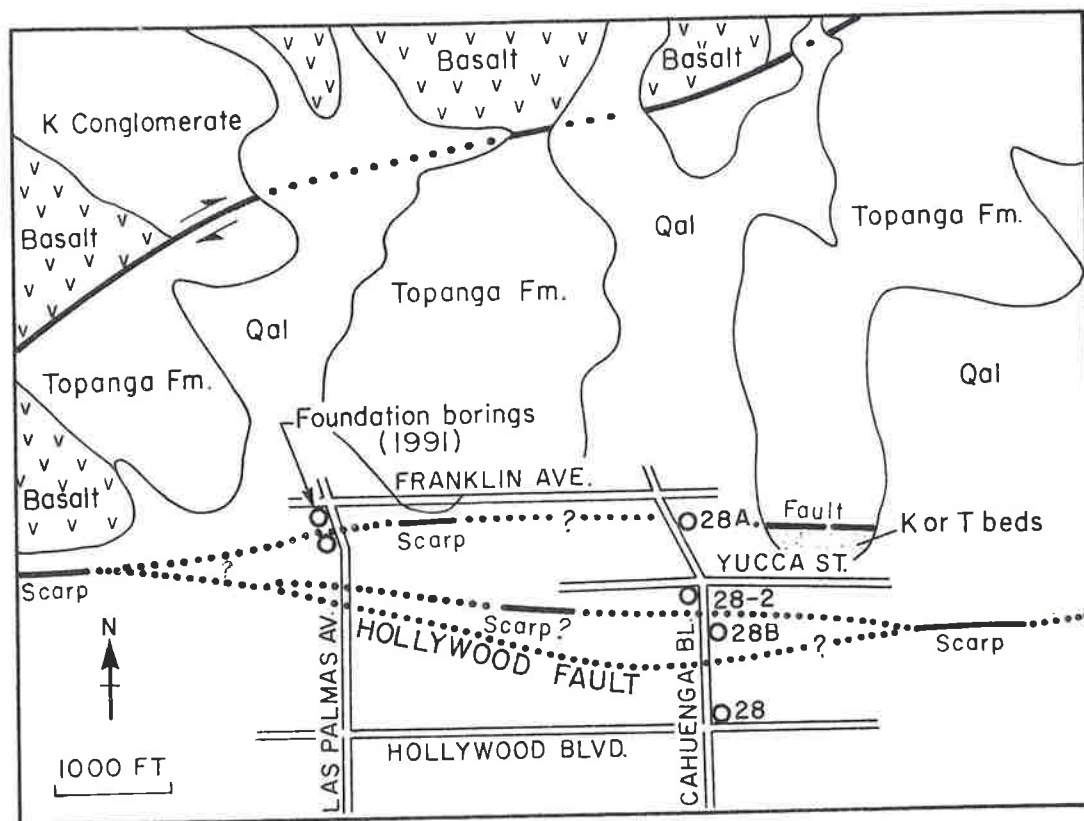 Basalt
Basalt
K Conglomerate
Basalt
Qal
Topanga Fm.
Topanga Fm.
Qal
Qal
Topanga Fm.
Foundation borings
(1991)
Basalt
FRANKLIN AVE.
?
28A.
Fault
K or T beds
Scarp
YUCCA ST.
?
Scarp
28-2
Scarp?
28B
?
Scarp
HOLLYWOOD FAULT
N
LAS PALMAS AV.
CAHUENGA BL.
28
HOLLYWOOD BLVD.
1000 FT